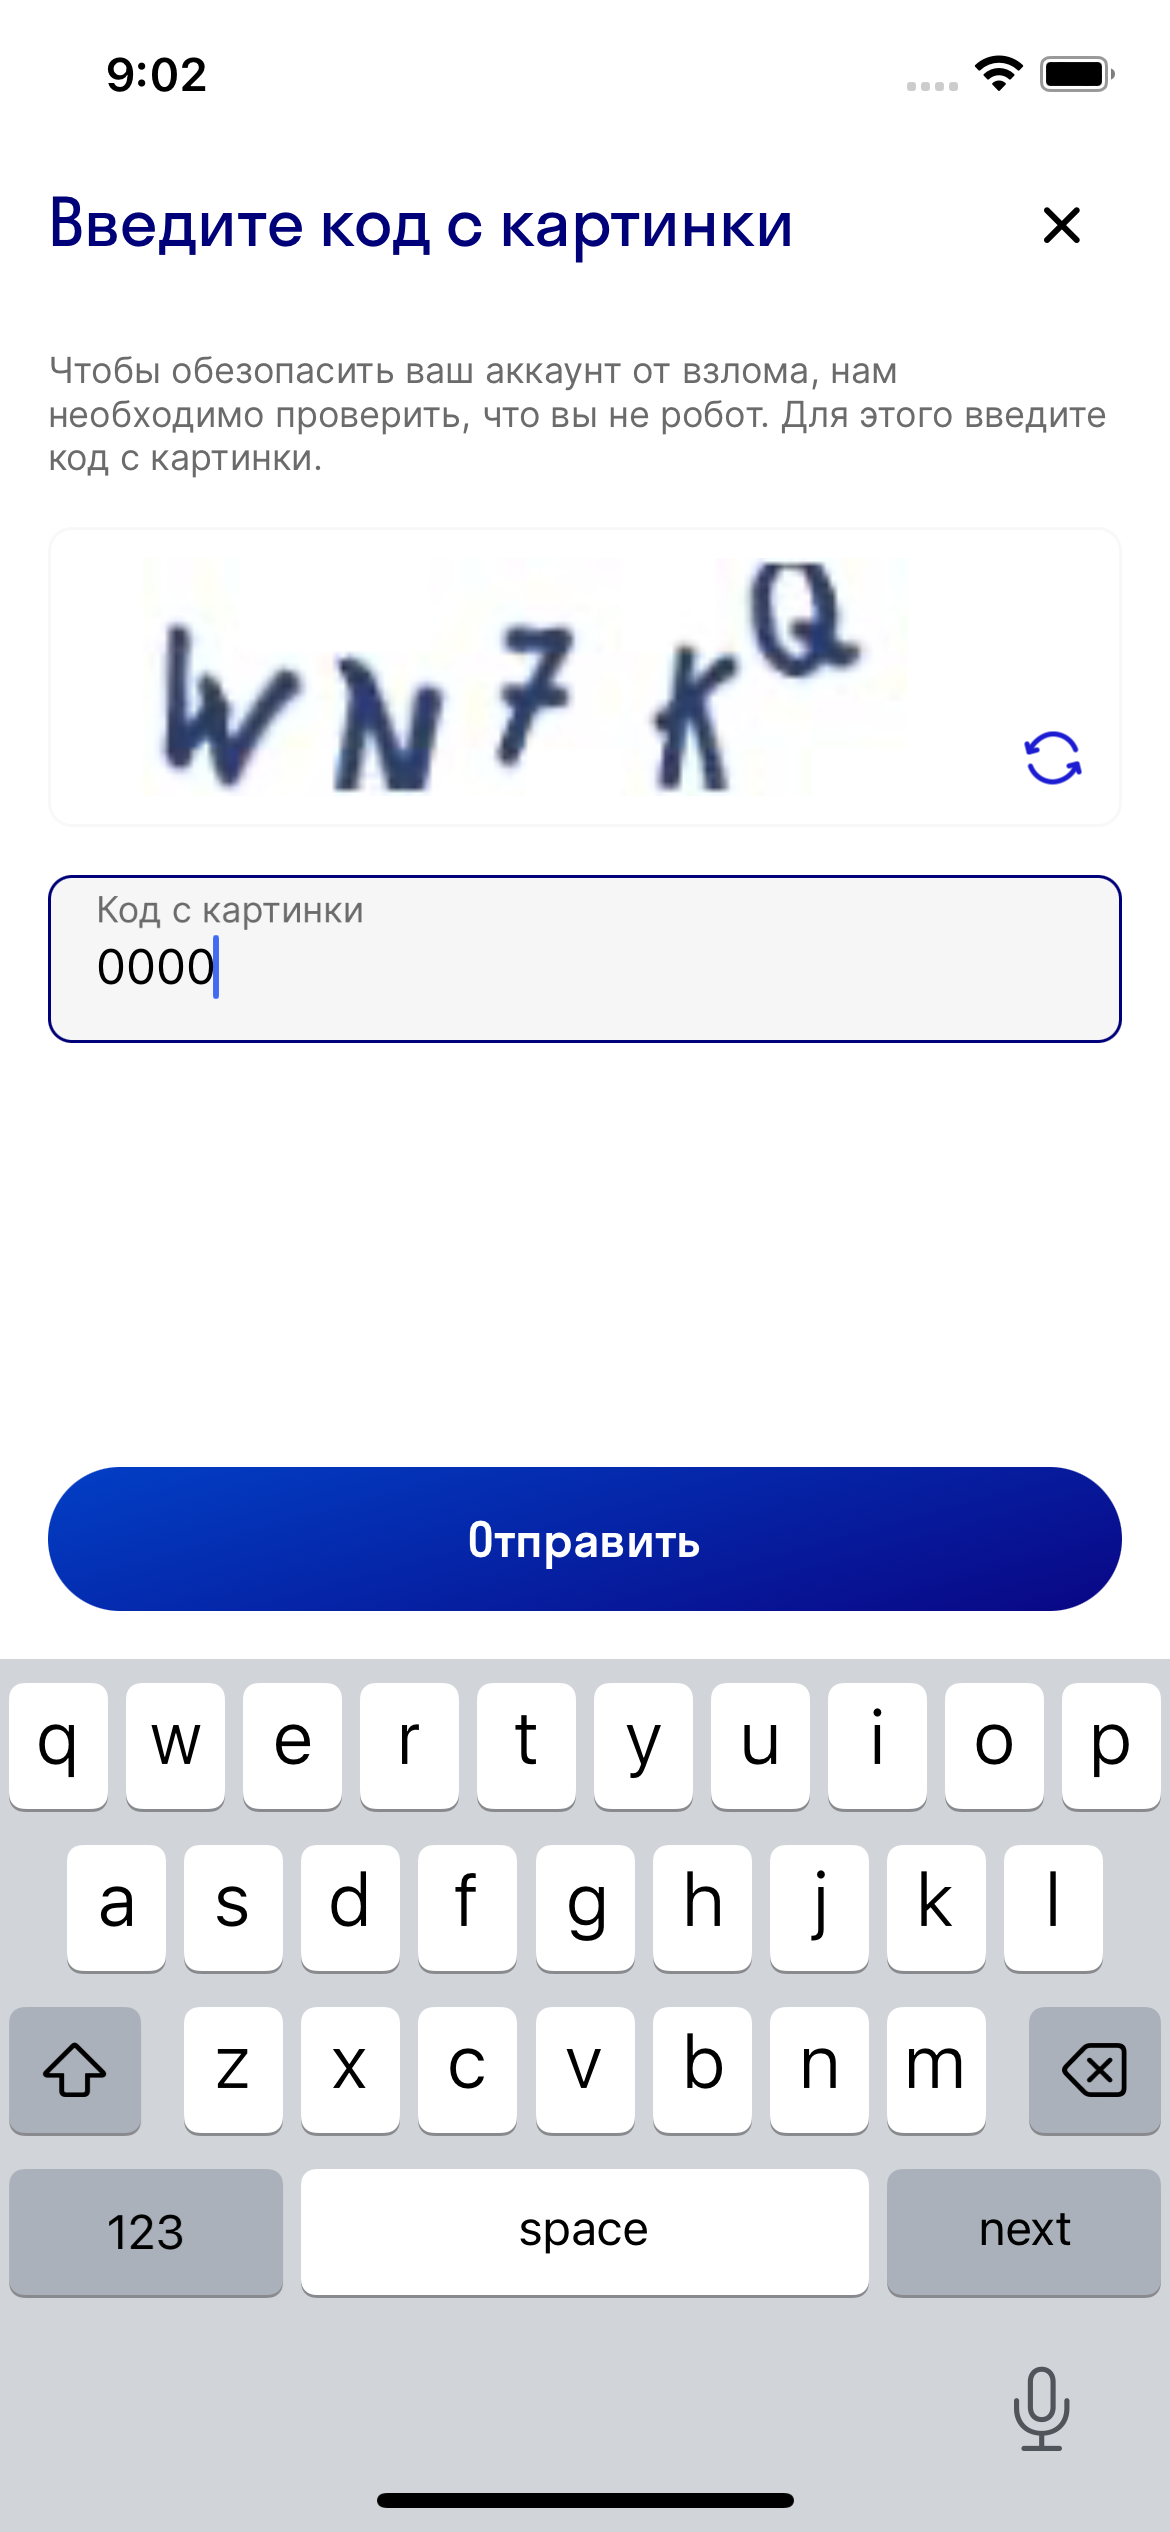 9:02
Введите код с картинки
Чтобы обезопасить ваш аккаунт от взлома, нам
необходимо проверить, что вы не робот. Для этого введите
код с картинки.
WN7KQ
Код с картинки
0000
Отправить
q w e r t y u i o p
a s d f g h j k l
z x c v b n m
123 space next